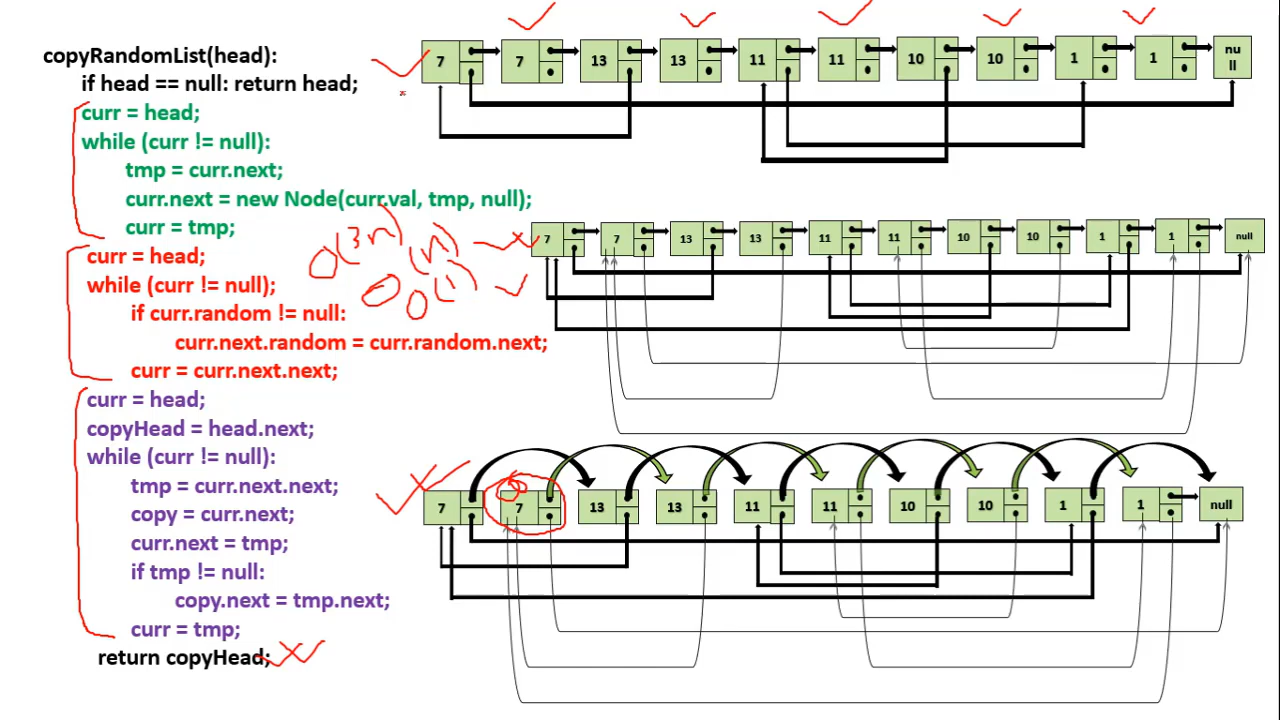 copyRandomList(head):
if head == null: return head;
curr = head;
while (curr != null):
tmp = curr.next;
curr.next = new Node(curr.val, tmp, null);
curr = tmp;
curr = head;
while (curr != null);
if curr.random != null:
curr.next.random = curr.random.next;
curr = curr.next.next;
curr = head;
copyHead = head.next;
while (curr != null):
tmp = curr.next.next;
copy = curr.next;
curr.next = tmp;
if tmp != null:
copy.next = tmp.next;
curr = tmp;
return copyHead;
O(3n)
O(n)
O(1)
7 7 13 13 11 11 10 10 1 1 nu
ll
7 7 13 13 11 11 10 10 1 1 null
7 7 13 13 11 11 10 10 1 1 null